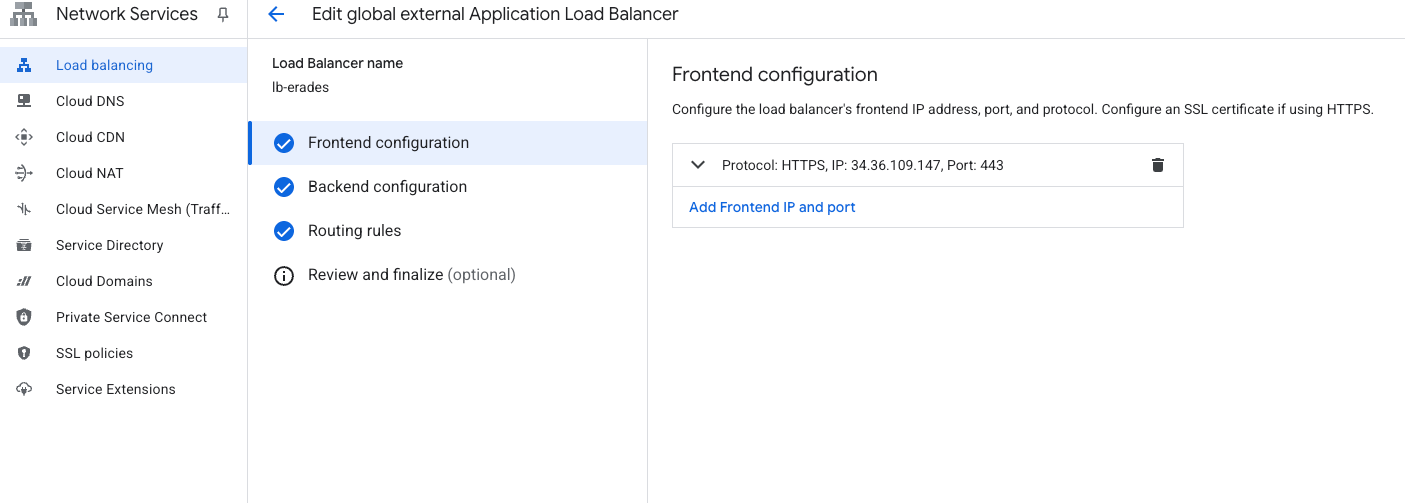 Network Services
Edit global external Application Load Balancer
Load balancing
Cloud DNS
Cloud CDN
Cloud NAT
Cloud Service Mesh (Traff...
Service Directory
Cloud Domains
Private Service Connect
SSL policies
Service Extensions
Load Balancer name
lb-erades
Frontend configuration
Backend configuration
Routing rules
Review and finalize (optional)
Frontend configuration
Configure the load balancer's frontend IP address, port, and protocol. Configure an SSL certificate if using HTTPS.
Protocol: HTTPS, IP: 34.36.109.147, Port: 443
Add Frontend IP and port